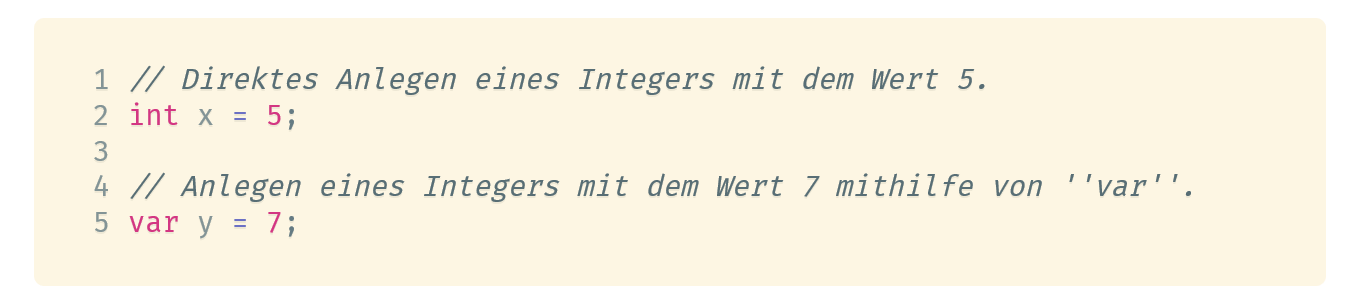 1 // Direktes Anlegen eines Integers mit dem Wert 5.
2 int x = 5;
3
4 // Anlegen eines Integers mit dem Wert 7 mithilfe von ''var''.
5 var y = 7;